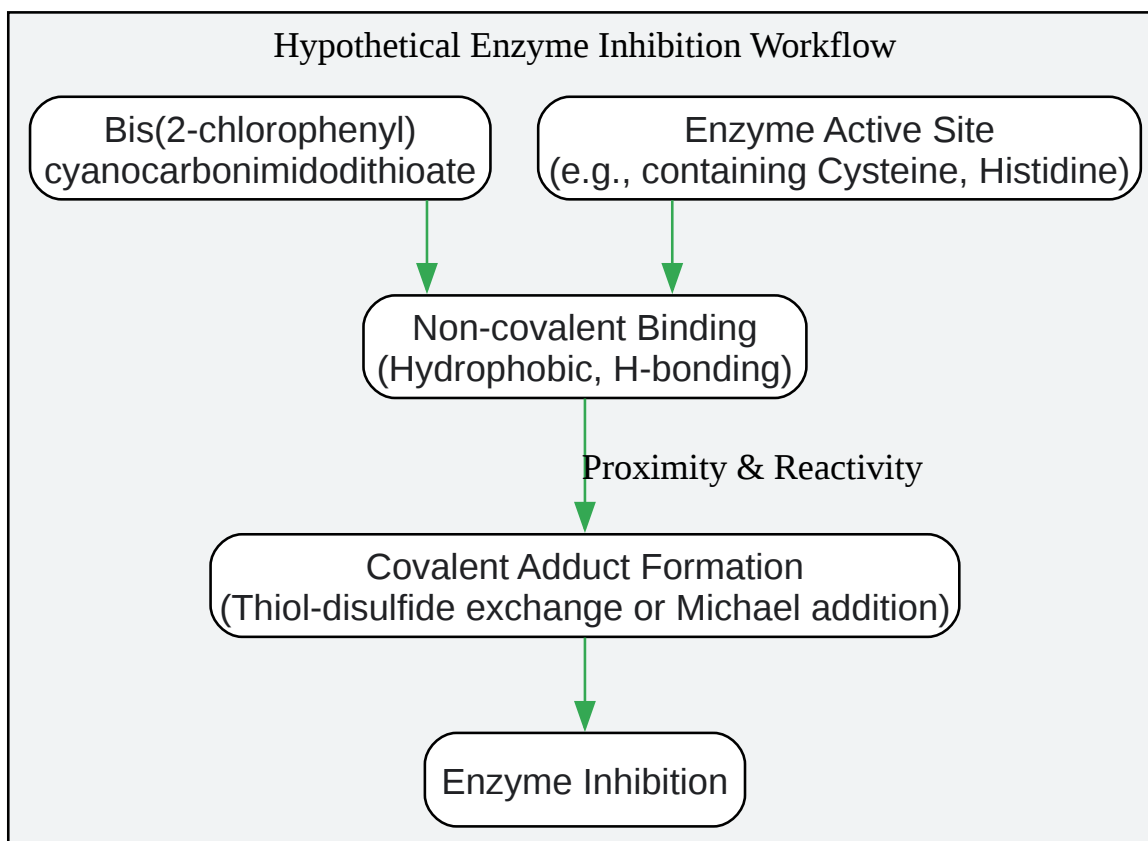 Hypothetical Enzyme Inhibition Workflow
Bis(2-chlorophenyl)
cyanocarbonimidodithioate
Enzyme Active Site
(e.g., containing Cysteine, Histidine)
Non-covalent Binding
(Hydrophobic, H-bonding)
Proximity & Reactivity
Covalent Adduct Formation
(Thiol-disulfide exchange or Michael addition)
Enzyme Inhibition